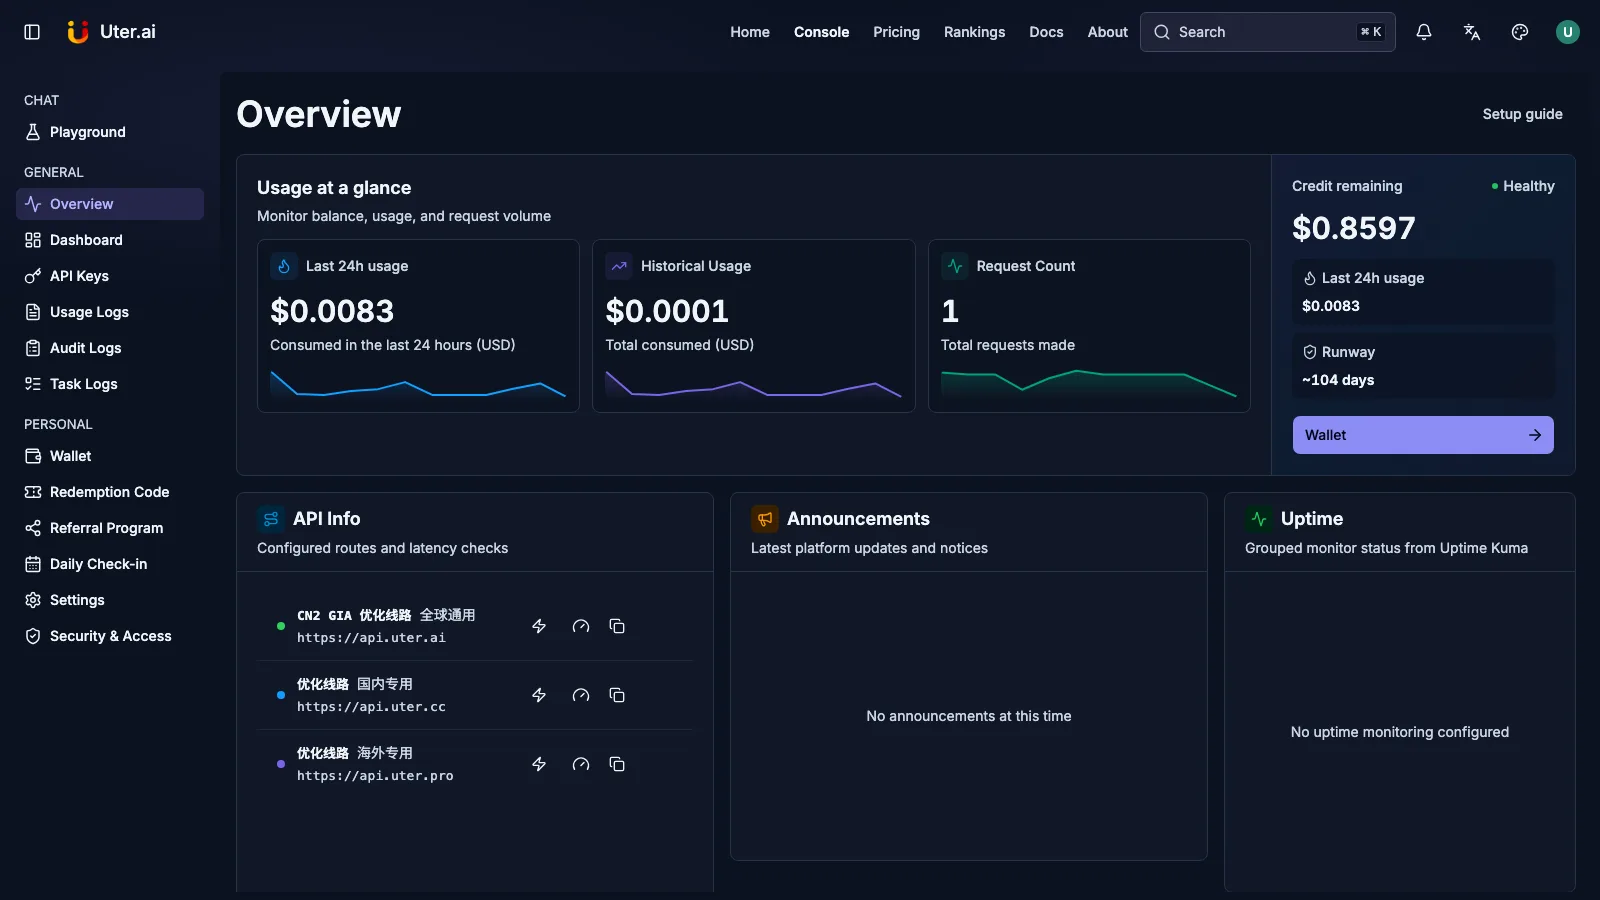 Uter.ai
Home
Console
Pricing
Rankings
Docs
About
Search
⌘ K
U
CHAT
Playground
GENERAL
Overview
Dashboard
API Keys
Usage Logs
Audit Logs
Task Logs
PERSONAL
Wallet
Redemption Code
Referral Program
Daily Check-in
Settings
Security & Access
Overview
Setup guide
Usage at a glance
Monitor balance, usage, and request volume
Last 24h usage
$0.0083
Consumed in the last 24 hours (USD)
Historical Usage
$0.0001
Total consumed (USD)
Request Count
1
Total requests made
Credit remaining
Healthy
$0.8597
Last 24h usage
$0.0083
Runway
~104 days
Wallet
API Info
Configured routes and latency checks
CN2 GIA 优化线路 全球通用
https://api.uter.ai
优化线路 国内专用
https://api.uter.cc
优化线路 海外专用
https://api.uter.pro
Announcements
Latest platform updates and notices
No announcements at this time
Uptime
Grouped monitor status from Uptime Kuma
No uptime monitoring configured